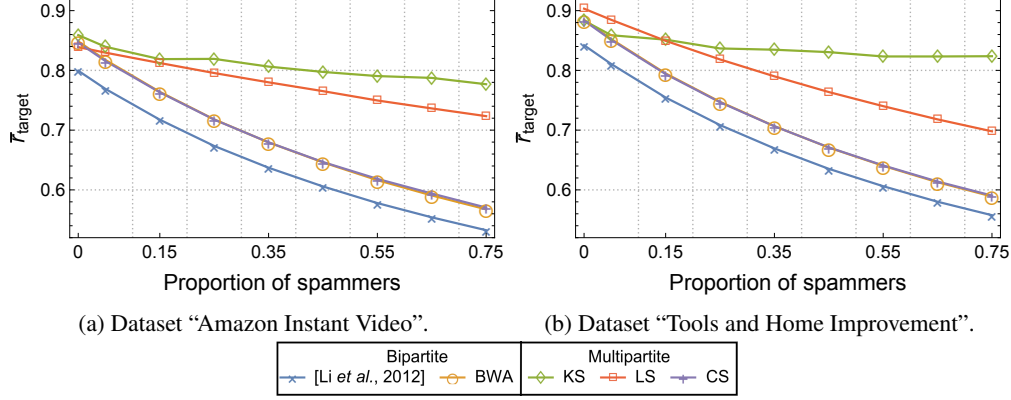 0.9
0.8
0.7
0.6
r̄target
0 0.15 0.35 0.55 0.75
Proportion of spammers
(a) Dataset “Amazon Instant Video”.
0.9
0.8
0.7
0.6
r̄target
0 0.15 0.35 0.55 0.75
Proportion of spammers
(b) Dataset “Tools and Home Improvement”.
Bipartite Multipartite
[Li et al., 2012] BWA KS LS CS